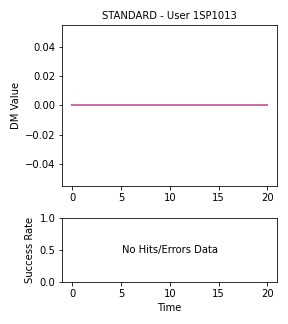 STANDARD - User 1SP1013
DM Value
0.04
0.02
0.00
−0.02
−0.04
0 5 10 15 20
Success Rate
1.0
0.5
0.0
No Hits/Errors Data
0 5 10 15 20
Time